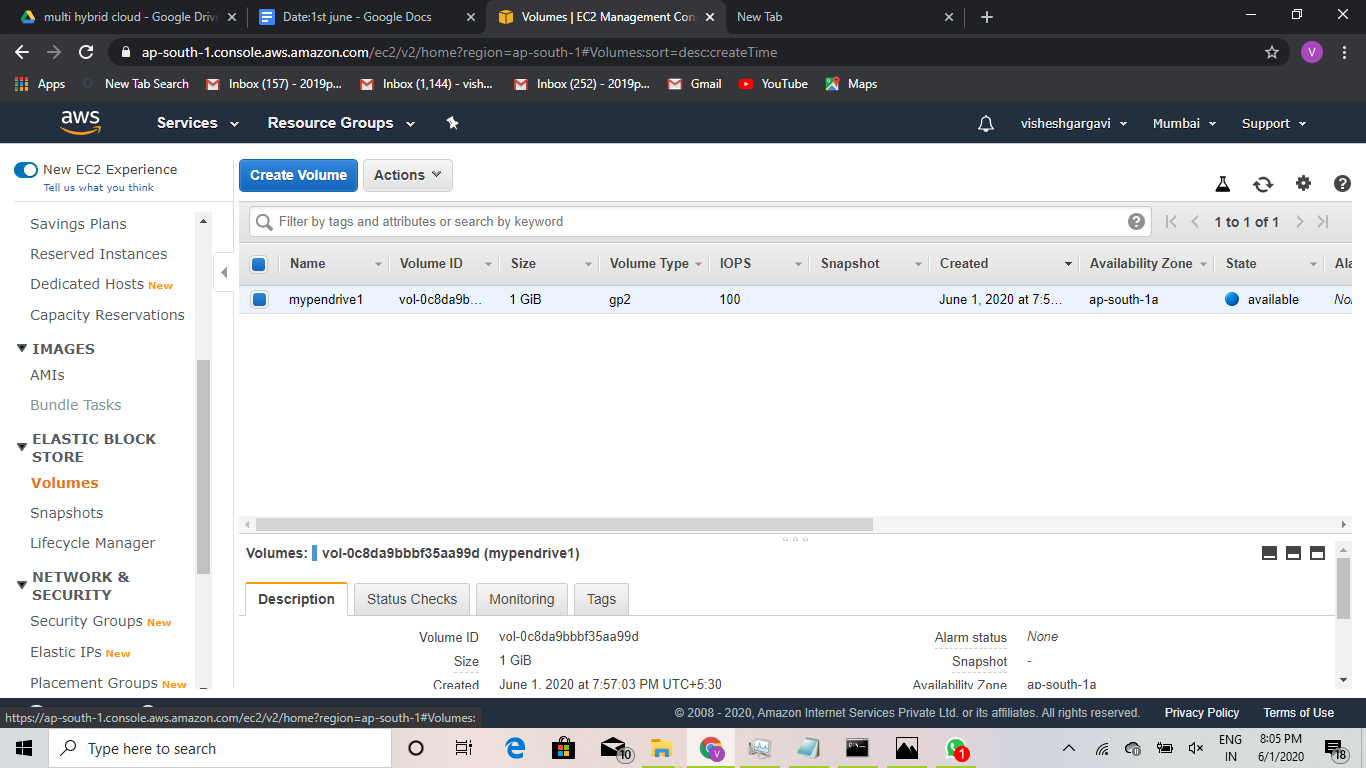 multi hybrid cloud - Google Drive
Date:1st june - Google Docs
Volumes | EC2 Management Con
New Tab
ap-south-1.console.aws.amazon.com/ec2/v2/home?region=ap-south-1#Volumes:sort=desc:createTime
V
Apps
New Tab Search
Inbox (157) - 2019p...
Inbox (1,144) - vish...
Inbox (252) - 2019p...
Gmail
YouTube
Maps
aws
Services
Resource Groups
visheshgargavi
Mumbai
Support
New EC2 Experience
Tell us what you think
Create Volume
Actions
Filter by tags and attributes or search by keyword
1 to 1 of 1
Savings Plans
Reserved Instances
Dedicated Hosts New
Capacity Reservations
IMAGES
AMIs
Bundle Tasks
ELASTIC BLOCK
STORE
Volumes
Snapshots
Lifecycle Manager
NETWORK &
SECURITY
Security Groups New
Elastic IPs New
Placement Groups New
Name Volume ID Size Volume Type IOPS Snapshot Created Availability Zone State Ala
mypendrive1 vol-0c8da9b... 1 GiB gp2 100 June 1, 2020 at 7:5... ap-south-1a available No
Volumes: vol-0c8da9bbbf35aa99d (mypendrive1)
Description Status Checks Monitoring Tags
Volume ID vol-0c8da9bbbf35aa99d Alarm status None
Size 1 GiB Snapshot -
Created June 1, 2020 at 7:57:03 PM UTC+5:30 Availability Zone ap-south-1a
https://ap-south-1.console.aws.amazon.com/ec2/v2/home?region=ap-south-1#Volumes:
© 2008 - 2020, Amazon Internet Services Private Ltd. or its affiliates. All rights reserved. Privacy Policy Terms of Use
Type here to search
10
V
1
ENG
IN
8:05 PM
6/1/2020
18